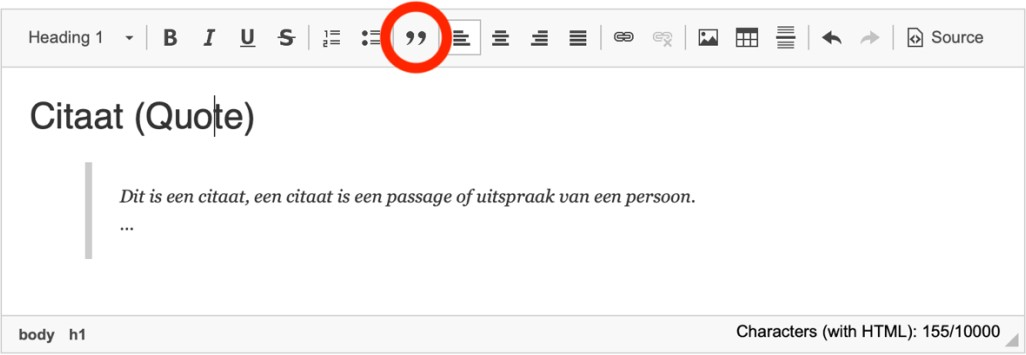 Heading 1 B I U S Source
Citaat (Quote)
Dit is een citaat, een citaat is een passage of uitspraak van een persoon.
...
body h1 Characters (with HTML): 155/10000